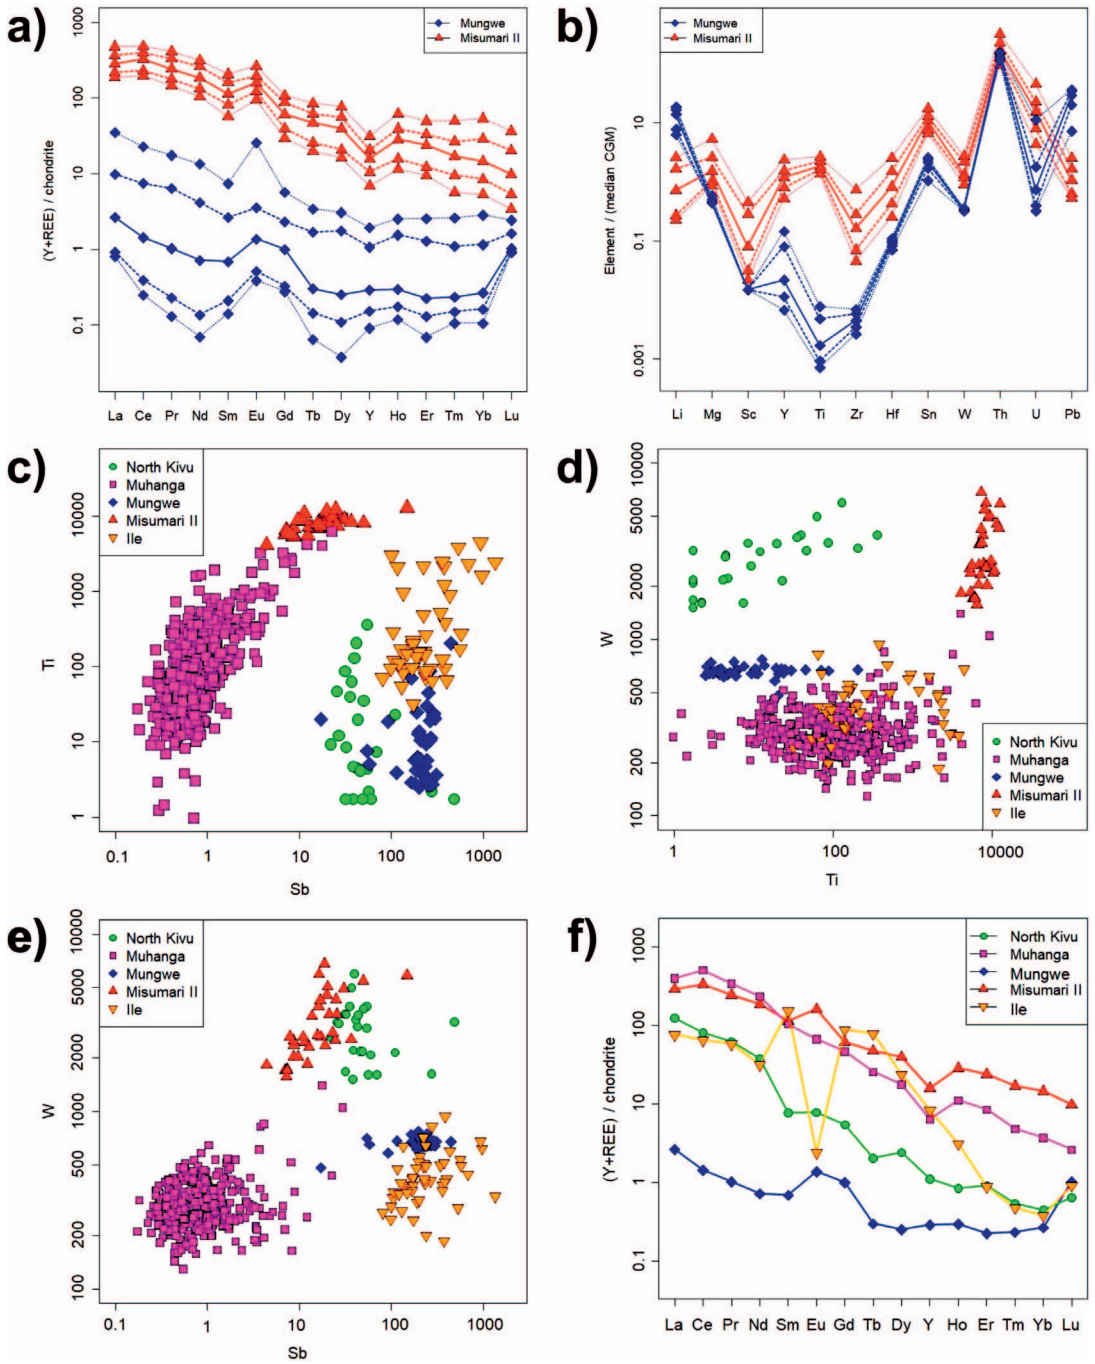 a)
(Y+REE) / chondrite
1000
100
10
1
0.1
Mungwe
Misumari II
La Ce Pr Nd Sm Eu Gd Tb Dy Y Ho Er Tm Yb Lu
b)
Element / (median CGM)
10
0.1
0.001
Mungwe
Misumari II
Li Mg Sc Y Ti Zr Hf Sn W Th U Pb
c)
Ti
10000
1000
100
10
1
North Kivu
Muhanga
Mungwe
Misumari II
Ile
0.1 1 10 100 1000
Sb
d)
W
10000
5000
2000
1000
500
200
100
North Kivu
Muhanga
Mungwe
Misumari II
Ile
1 100 10000
Ti
e)
W
10000
5000
2000
1000
500
200
100
North Kivu
Muhanga
Mungwe
Misumari II
Ile
0.1 1 10 100 1000
Sb
f)
(Y+REE) / chondrite
1000
100
10
1
0.1
North Kivu
Muhanga
Mungwe
Misumari II
Ile
La Ce Pr Nd Sm Eu Gd Tb Dy Y Ho Er Tm Yb Lu